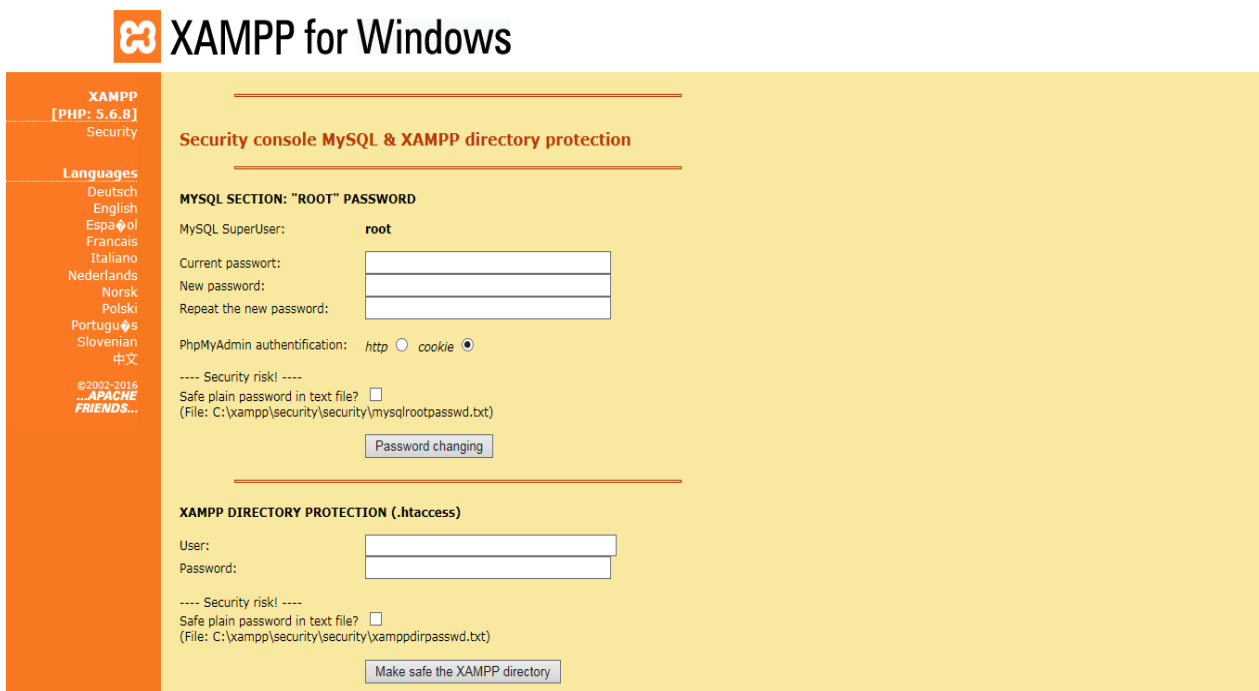 XAMPP for Windows
XAMPP
[PHP: 5.6.8]
Security
Languages
Deutsch
English
Espa�ol
Francais
Italiano
Nederlands
Norsk
Polski
Portugu�s
Slovenian
中文
©2002-2016
...APACHE
FRIENDS...
Security console MySQL & XAMPP directory protection
MYSQL SECTION: "ROOT" PASSWORD
MySQL SuperUser: root
Current passwort:
New password:
Repeat the new password:
PhpMyAdmin authentification: http cookie
---- Security risk! ----
Safe plain password in text file?
(File: C:\xampp\security\security\mysqlrootpasswd.txt)
Password changing
XAMPP DIRECTORY PROTECTION (.htaccess)
User:
Password:
---- Security risk! ----
Safe plain password in text file?
(File: C:\xampp\security\security\xamppdirpasswd.txt)
Make safe the XAMPP directory